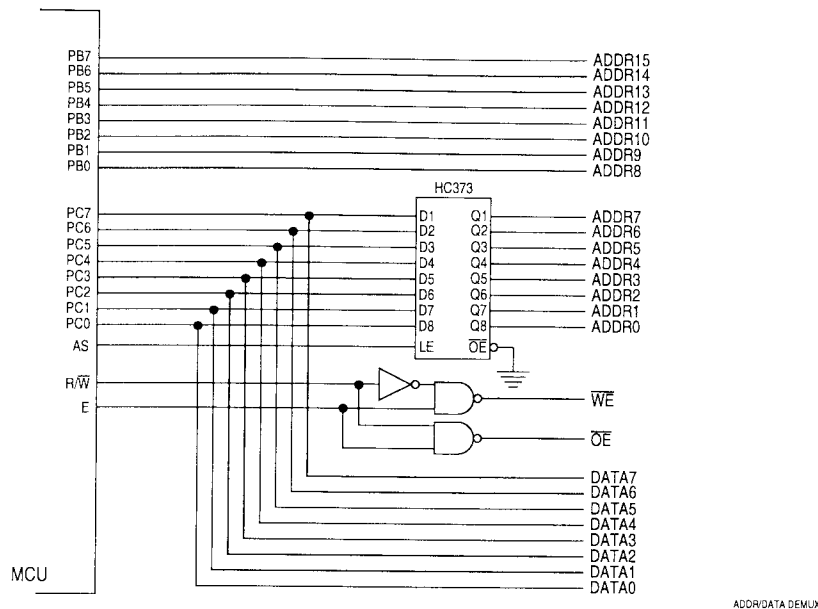 PB7 ADDR15
PB6 ADDR14
PB5 ADDR13
PB4 ADDR12
PB3 ADDR11
PB2 ADDR10
PB1 ADDR9
PB0 ADDR8
HC373
PC7 D1 Q1 ADDR7
PC6 D2 Q2 ADDR6
PC5 D3 Q3 ADDR5
PC4 D4 Q4 ADDR4
PC3 D5 Q5 ADDR3
PC2 D6 Q6 ADDR2
PC1 D7 Q7 ADDR1
PC0 D8 Q8 ADDR0
AS LE O̅E̅
R/W̅
W̅E̅
E
O̅E̅
DATA7
DATA6
DATA5
DATA4
DATA3
DATA2
DATA1
DATA0
MCU
ADDR/DATA DEMUX